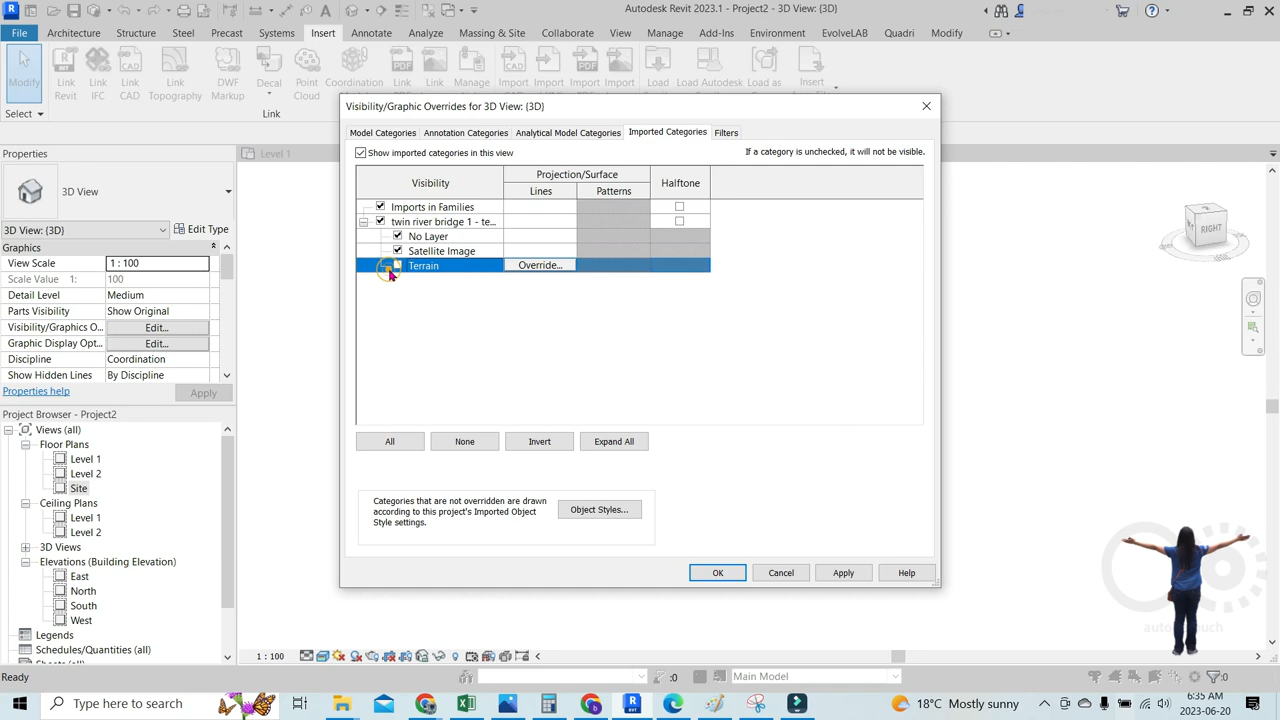 Autodesk Revit 2023.1 - Project2 - 3D View: {3D}
File Architecture Structure Steel Precast Systems Insert Annotate Analyze Massing & Site Collaborate View Manage Add-Ins Environment EvolveLAB Quadri Modify
Modify Link Revit Link IFC Link CAD Link Topography DWF Markup Decal Point Cloud Coordination Link Link Manage Import Import Import Import Load Load Autodesk Load as Insert
Select Link
Properties
Level 1
3D View
3D View: {3D} Edit Type
Graphics
View Scale 1 : 100
Scale Value 1: 100
Detail Level Medium
Parts Visibility Show Original
Visibility/Graphics O... Edit...
Graphic Display Opt... Edit...
Discipline Coordination
Show Hidden Lines By Discipline
Properties help Apply
Project Browser - Project2
Views (all)
Floor Plans
Level 1
Level 2
Site
Ceiling Plans
Level 1
Level 2
3D Views
Elevations (Building Elevation)
East
North
South
West
Legends
Schedules/Quantities (all)
Visibility/Graphic Overrides for 3D View: {3D}
Model Categories Annotation Categories Analytical Model Categories Imported Categories Filters
Show imported categories in this view If a category is unchecked, it will not be visible.
Visibility Projection/Surface Halftone
Lines Patterns
Imports in Families
twin river bridge 1 - te...
No Layer
Satellite Image
Terrain Override...
All None Invert Expand All
Categories that are not overridden are drawn
according to this project's Imported Object
Style settings.
Object Styles...
OK Cancel Apply Help
RIGHT
1 : 100
Ready :0 Main Model :0
Type here to search
18°C Mostly sunny
6:35 AM
2023-06-20